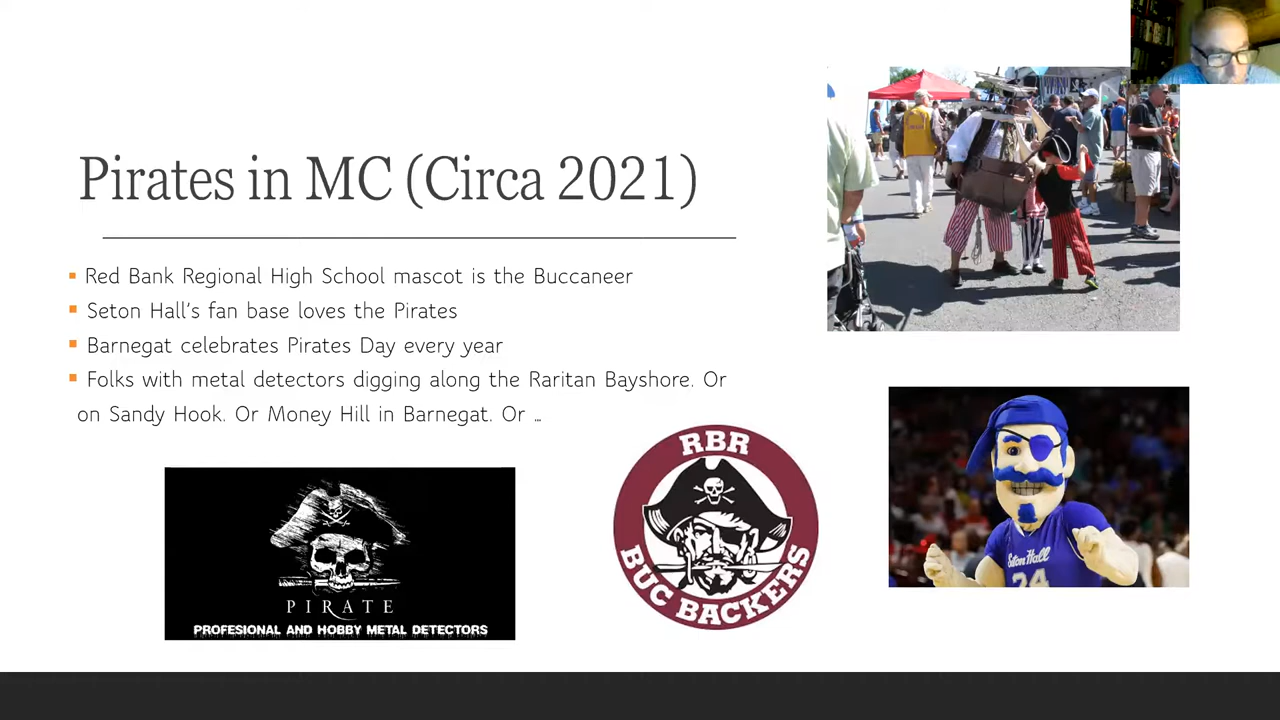 Pirates in MC (Circa 2021)
Red Bank Regional High School mascot is the Buccaneer
Seton Hall's fan base loves the Pirates
Barnegat celebrates Pirates Day every year
Folks with metal detectors digging along the Raritan Bayshore. Or
on Sandy Hook. Or Money Hill in Barnegat. Or ...
RBR
BUC BACKERS
PIRATE
PROFESIONAL AND HOBBY METAL DETECTORS
Seton Hall
24